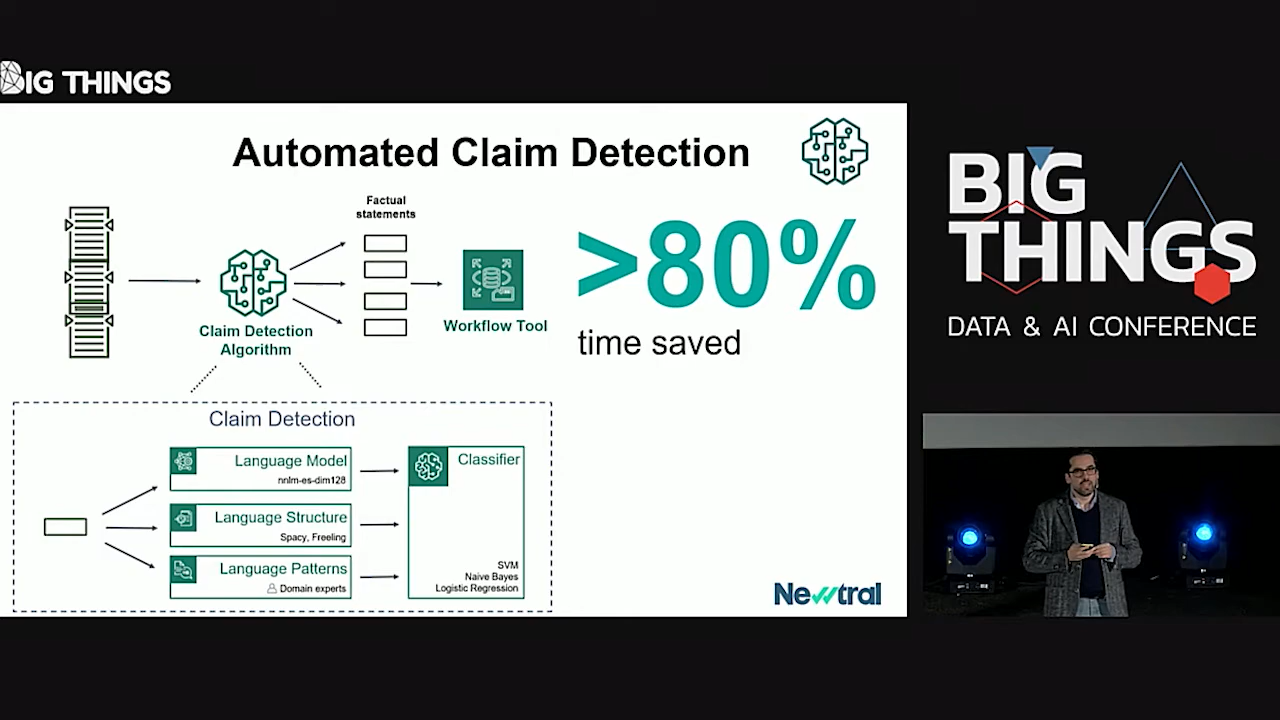 BIG THINGS
Automated Claim Detection
Factual
statements
Claim Detection
Algorithm
Workflow Tool
>80%
time saved
Claim Detection
Language Model
nnlm-es-dim128
Language Structure
Spacy, Freeling
Language Patterns
Domain experts
Classifier
SVM
Naive Bayes
Logistic Regression
Newtral
BIG
THINGS
DATA & AI CONFERENCE